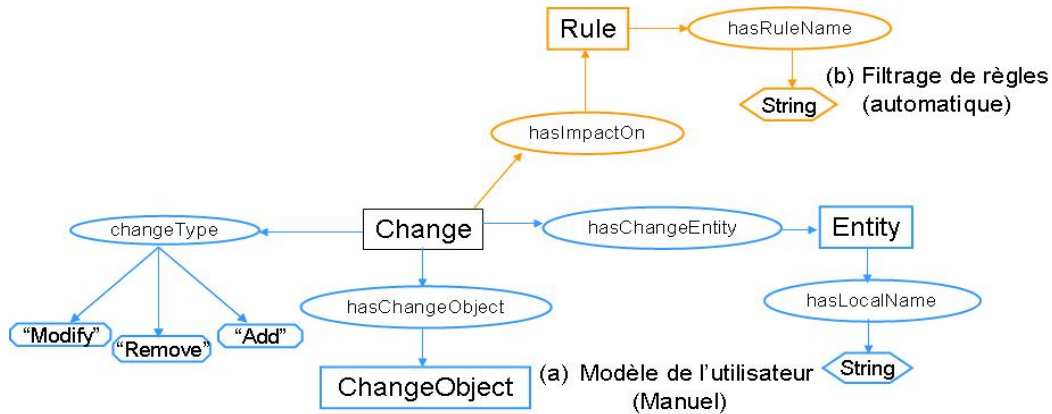 Rule
hasRuleName
(b) Filtrage de règles
(automatique)
String
hasImpactOn
changeType
Change
hasChangeEntity
Entity
hasChangeObject
hasLocalName
"Modify"
"Remove"
"Add"
ChangeObject
(a) Modèle de l'utilisateur
(Manuel)
String